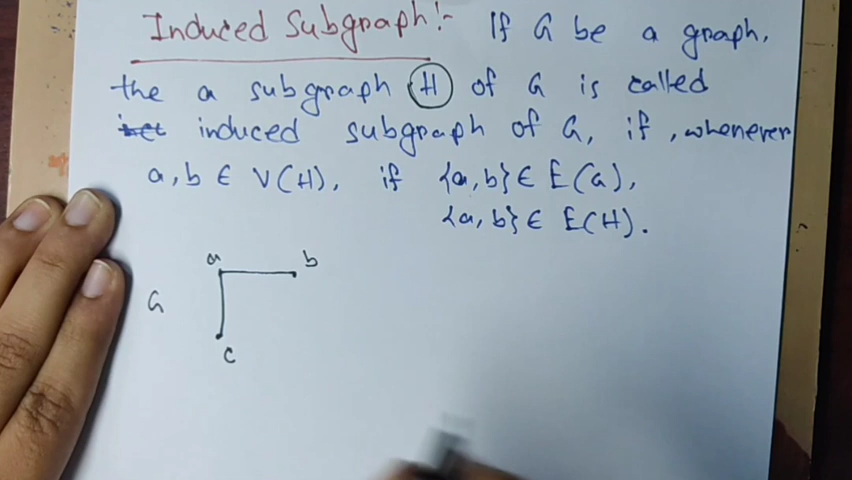 Induced Subgraph :- If G be a graph,
the a subgraph H of G is called
induced subgraph of G, if, whenever
a, b ∈ V(H), if {a, b} ∈ E(G),
{a, b} ∈ E(H).
a b
G
c